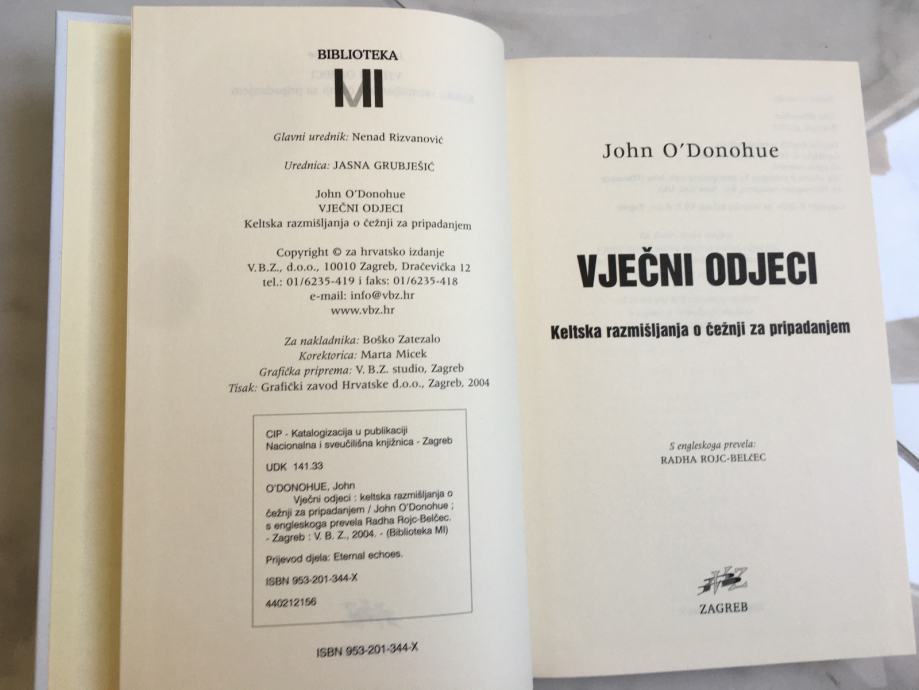 BIBLIOTEKA
MI
Glavni urednik: Nenad Rizvanović
Urednica: JASNA GRUBJEŠIĆ
John O'Donohue
VJEČNI ODJECI
Keltska razmišljanja o čežnji za pripadanjem
Copyright © za hrvatsko izdanje
V.B.Z., d.o.o., 10010 Zagreb, Dračevička 12
tel.: 01/6235-419 i faks: 01/6235-418
e-mail: info@vbz.hr
www.vbz.hr
Za nakladnika: Boško Zatezalo
Korektorica: Marta Micek
Grafička priprema: V. B. Z. studio, Zagreb
Tisak: Grafički zavod Hrvatske d.o.o., Zagreb, 2004
CIP - Katalogizacija u publikaciji
Nacionalna i sveučilišna knjižnica - Zagreb
UDK 141.33
O'DONOHUE, John
Vječni odjeci : keltska razmišljanja o
čežnji za pripadanjem / John O'Donohue ;
s engleskoga prevela Radha Rojc-Belčec.
- Zagreb : V. B. Z., 2004. - (Biblioteka MI)
Prijevod djela: Eternal echoes.
ISBN 953-201-344-X
440212156
ISBN 953-201-344-X
John O'Donohue
VJEČNI ODJECI
Keltska razmišljanja o čežnji za pripadanjem
S engleskoga prevela:
RADHA ROJC-BELČEC
VBZ
ZAGREB